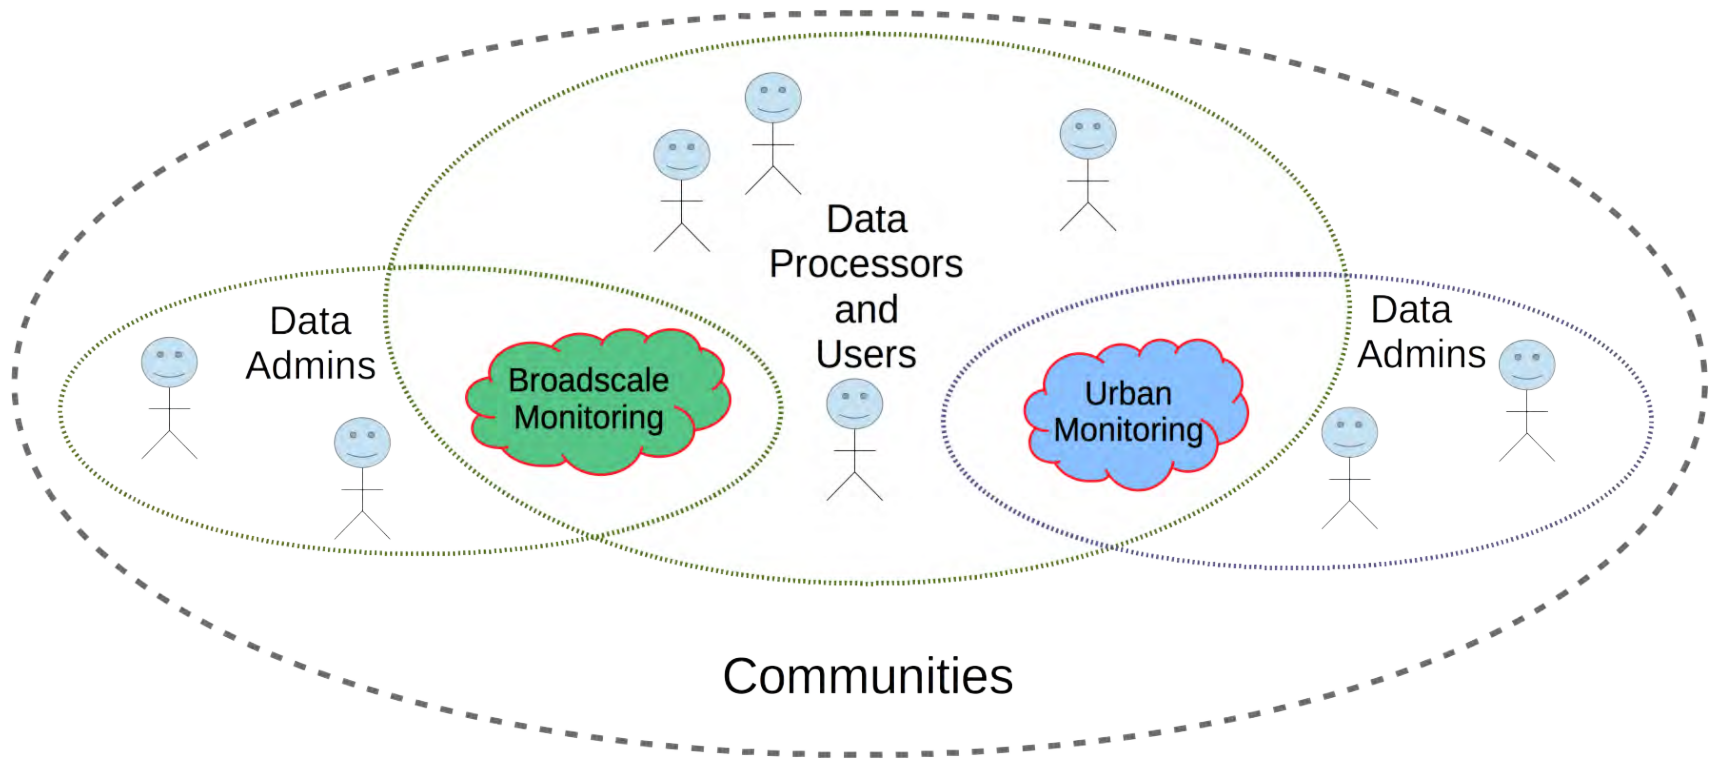 Data
Processors
and
Users
Data
Admins
Broadscale
Monitoring
Urban
Monitoring
Data
Admins
Communities